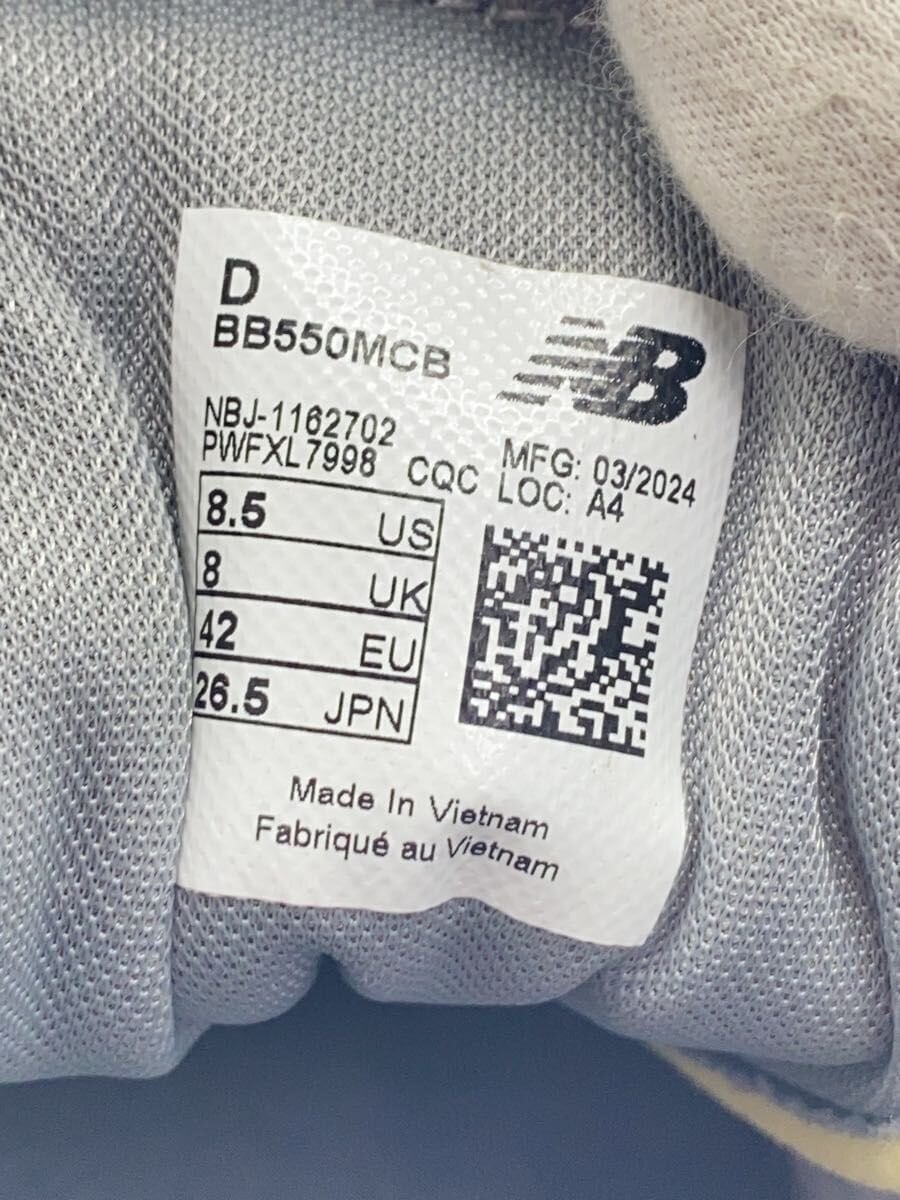 D
BB550MCB
NB
NBJ-1162702
PWFXL7998 CQC
MFG: 03/2024
LOC: A4
8.5 US
8 UK
42 EU
26.5 JPN
Made In Vietnam
Fabriqué au Vietnam